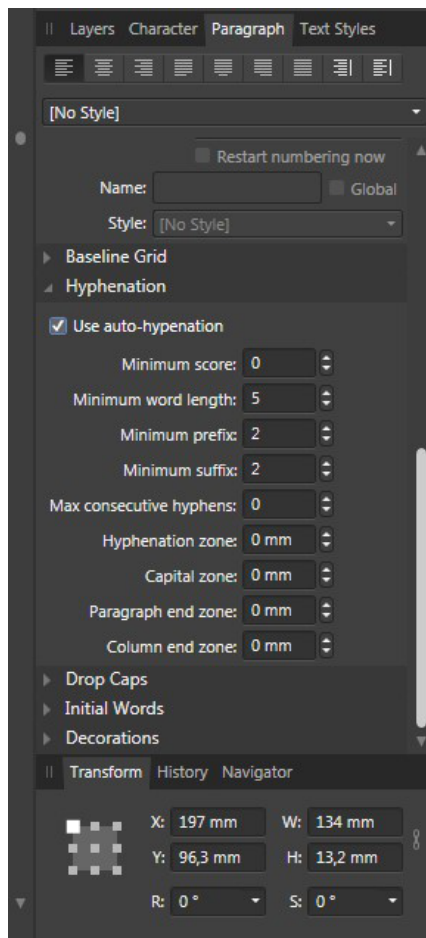 Layers Character Paragraph Text Styles
[No Style]
Restart numbering now
Name: Global
Style: [No Style]
Baseline Grid
Hyphenation
Use auto-hypenation
Minimum score: 0
Minimum word length: 5
Minimum prefix: 2
Minimum suffix: 2
Max consecutive hyphens: 0
Hyphenation zone: 0 mm
Capital zone: 0 mm
Paragraph end zone: 0 mm
Column end zone: 0 mm
Drop Caps
Initial Words
Decorations
Transform History Navigator
X: 197 mm W: 134 mm
Y: 96,3 mm H: 13,2 mm
R: 0 ° S: 0 °